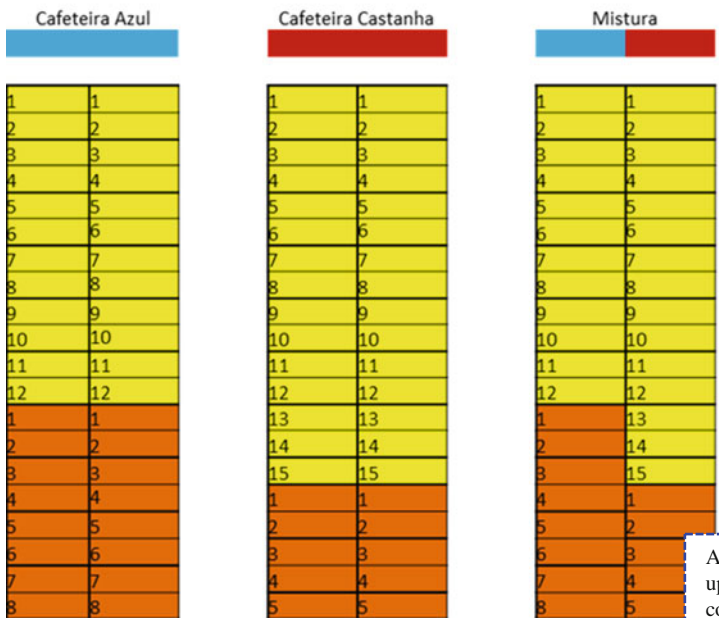 Cafeteira Azul Cafeteira Castanha Mistura
1 1 1 1 1 1
2 2 2 2 2 2
3 3 3 3 3 3
4 4 4 4 4 4
5 5 5 5 5 5
6 6 6 6 6 6
7 7 7 7 7 7
8 8 8 8 8 8
9 9 9 9 9 9
10 10 10 10 10 10
11 11 11 11 11 11
12 12 12 12 12 12
1 1 13 13 1 13
2 2 14 14 2 14
3 3 15 15 3 15
4 4 1 1 4 1
5 5 2 2 5 2
6 6 3 3 6 3
7 7 4 4 7 4
8 8 5 5 8 5